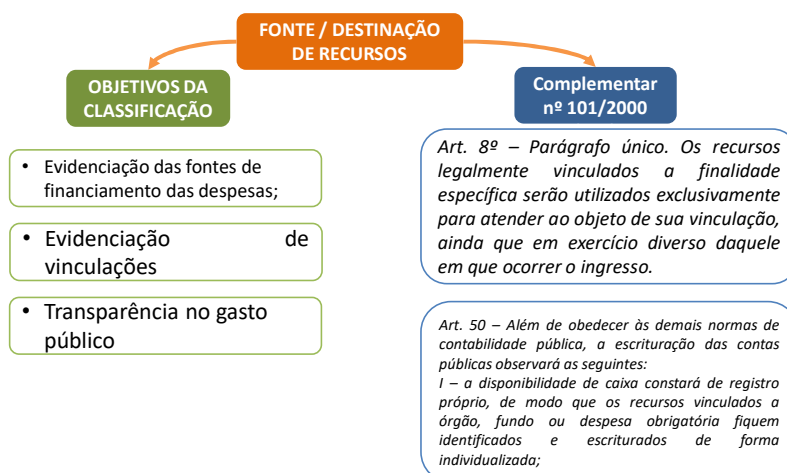 FONTE / DESTINAÇÃO
DE RECURSOS
OBJETIVOS DA
CLASSIFICAÇÃO
• Evidenciação das fontes de
financiamento das despesas;
• Evidenciação de
vinculações
• Transparência no gasto
público
Complementar
nº 101/2000
Art. 8º – Parágrafo único. Os recursos
legalmente vinculados a finalidade
específica serão utilizados exclusivamente
para atender ao objeto de sua vinculação,
ainda que em exercício diverso daquele
em que ocorrer o ingresso.
Art. 50 – Além de obedecer às demais normas de
contabilidade pública, a escrituração das contas
públicas observará as seguintes:
I – a disponibilidade de caixa constará de registro
próprio, de modo que os recursos vinculados a
órgão, fundo ou despesa obrigatória fiquem
identificados e escriturados de forma
individualizada;